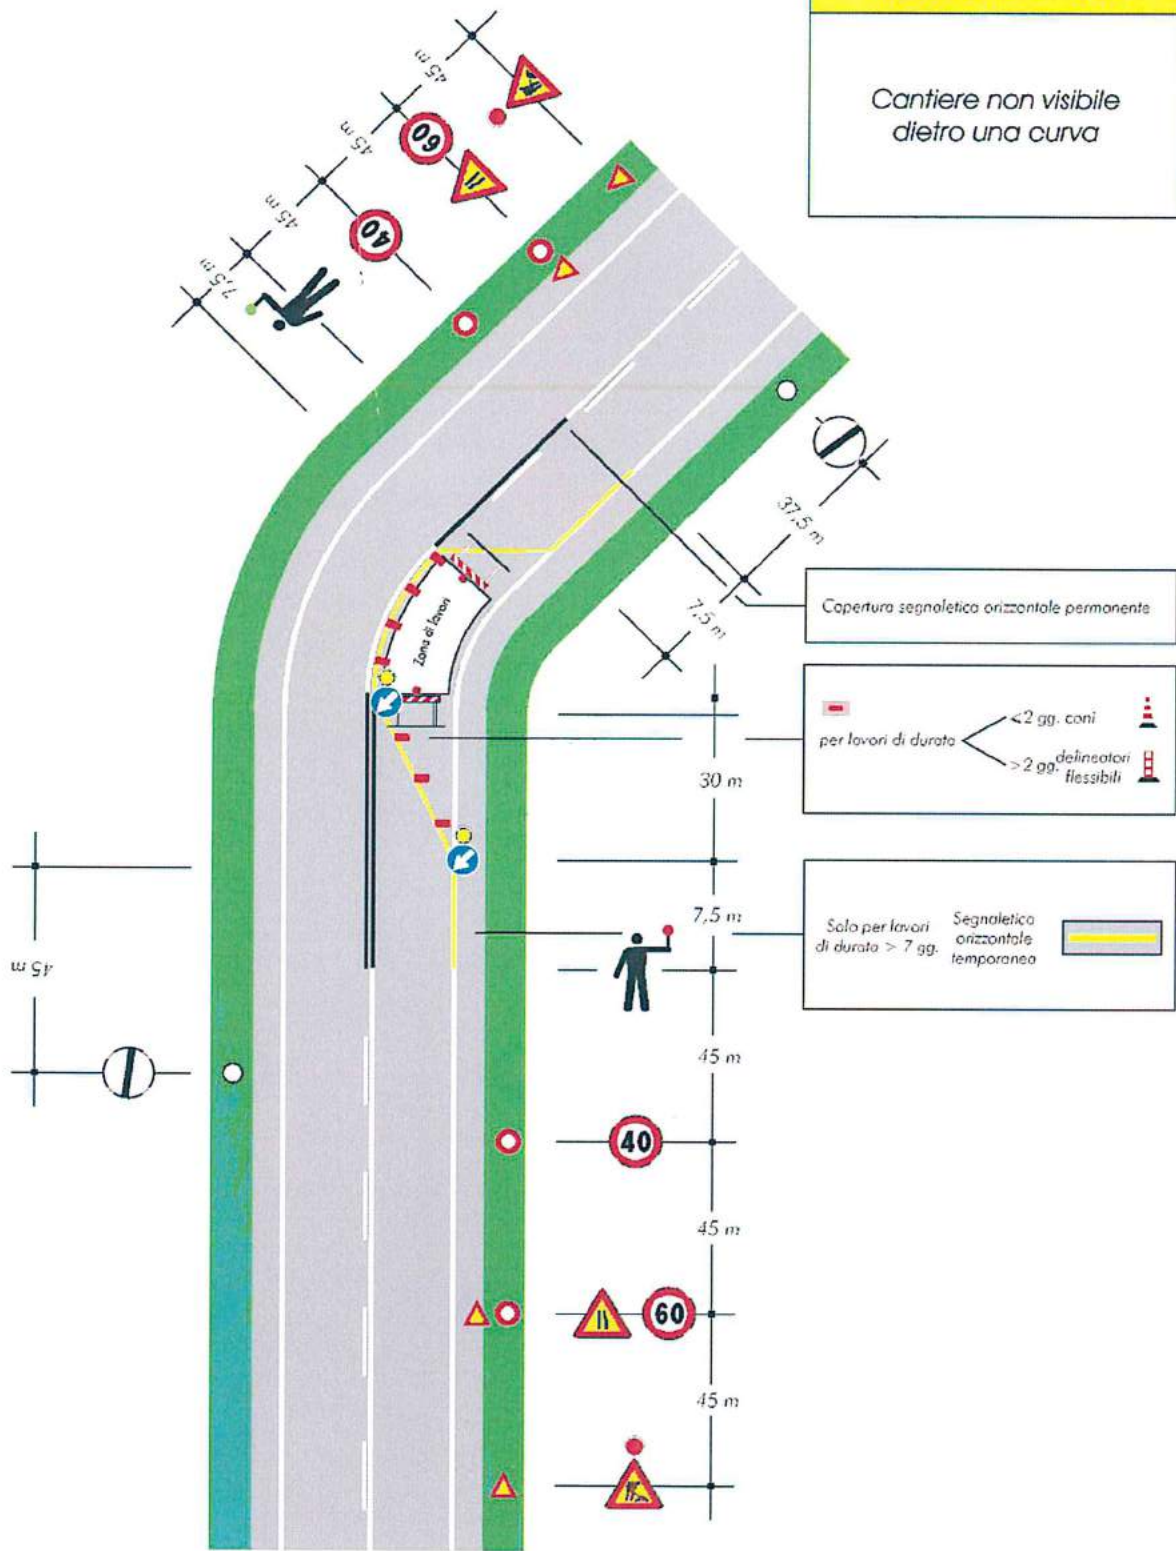 Cantiere non visibile
dietro una curva
45 m
45 m
60
45 m
40
7,5 m
37,5 m
7,5 m
Copertura segnaletica orizzontale permanente
Zona di lavori
per lavori di durata
<2 gg. coni
>2 gg. delineatori
flessibili
30 m
7,5 m
Solo per lavori
di durata > 7 gg.
Segnaletica
orizzontale
temporanea
45 m
45 m
40
45 m
60
45 m